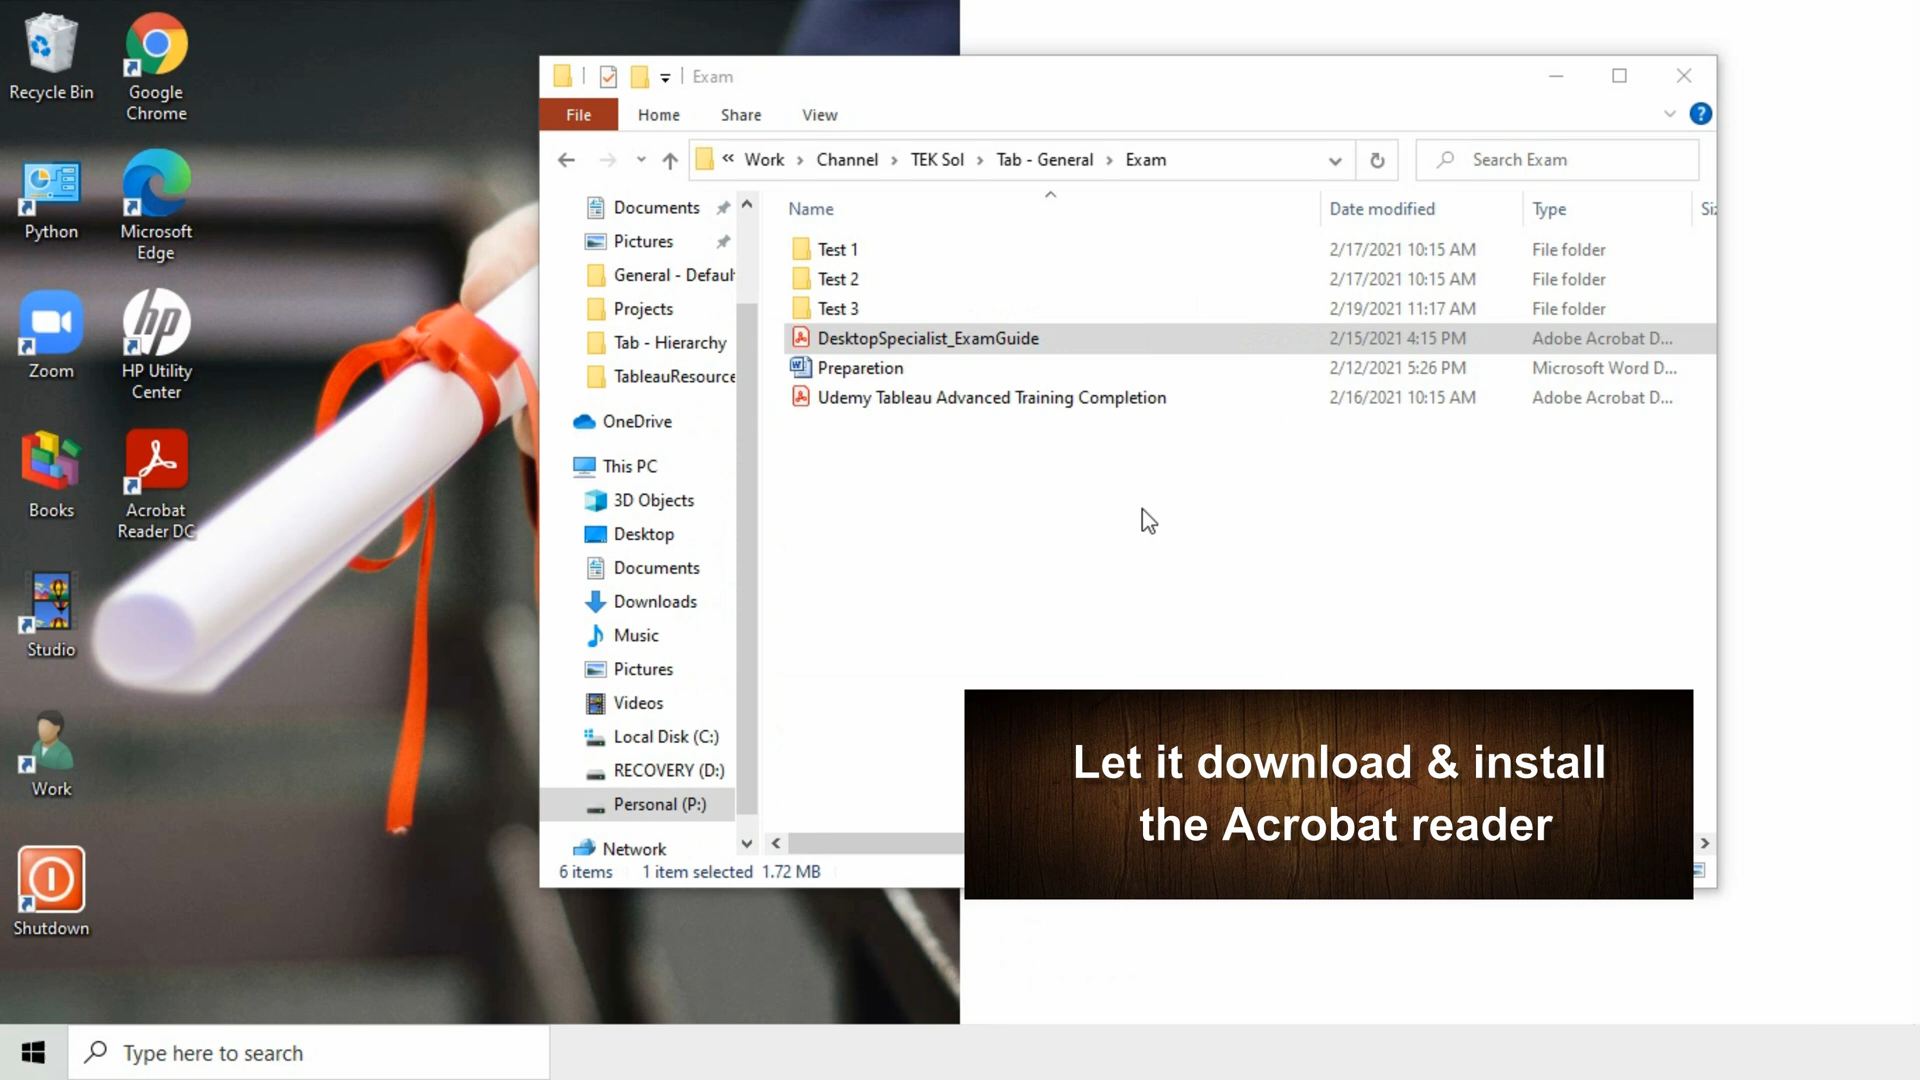 Recycle Bin
Google
Chrome
Python
Microsoft
Edge
Zoom
hp
HP Utility
Center
Books
Acrobat
Reader DC
Studio
Work
Shutdown
Exam
File Home Share View
?
« Work > Channel > TEK Sol > Tab - General > Exam
Search Exam
Documents
Pictures
General - Defaul
Projects
Tab - Hierarchy
TableauResource
OneDrive
This PC
3D Objects
Desktop
Documents
Downloads
Music
Pictures
Videos
Local Disk (C:)
RECOVERY (D:)
Personal (P:)
Network
Name Date modified Type Siz
Test 1 2/17/2021 10:15 AM File folder
Test 2 2/17/2021 10:15 AM File folder
Test 3 2/19/2021 11:17 AM File folder
DesktopSpecialist_ExamGuide 2/15/2021 4:15 PM Adobe Acrobat D...
Preparetion 2/12/2021 5:26 PM Microsoft Word D...
Udemy Tableau Advanced Training Completion 2/16/2021 10:15 AM Adobe Acrobat D...
6 items 1 item selected 1.72 MB
Let it download & install
the Acrobat reader
Type here to search